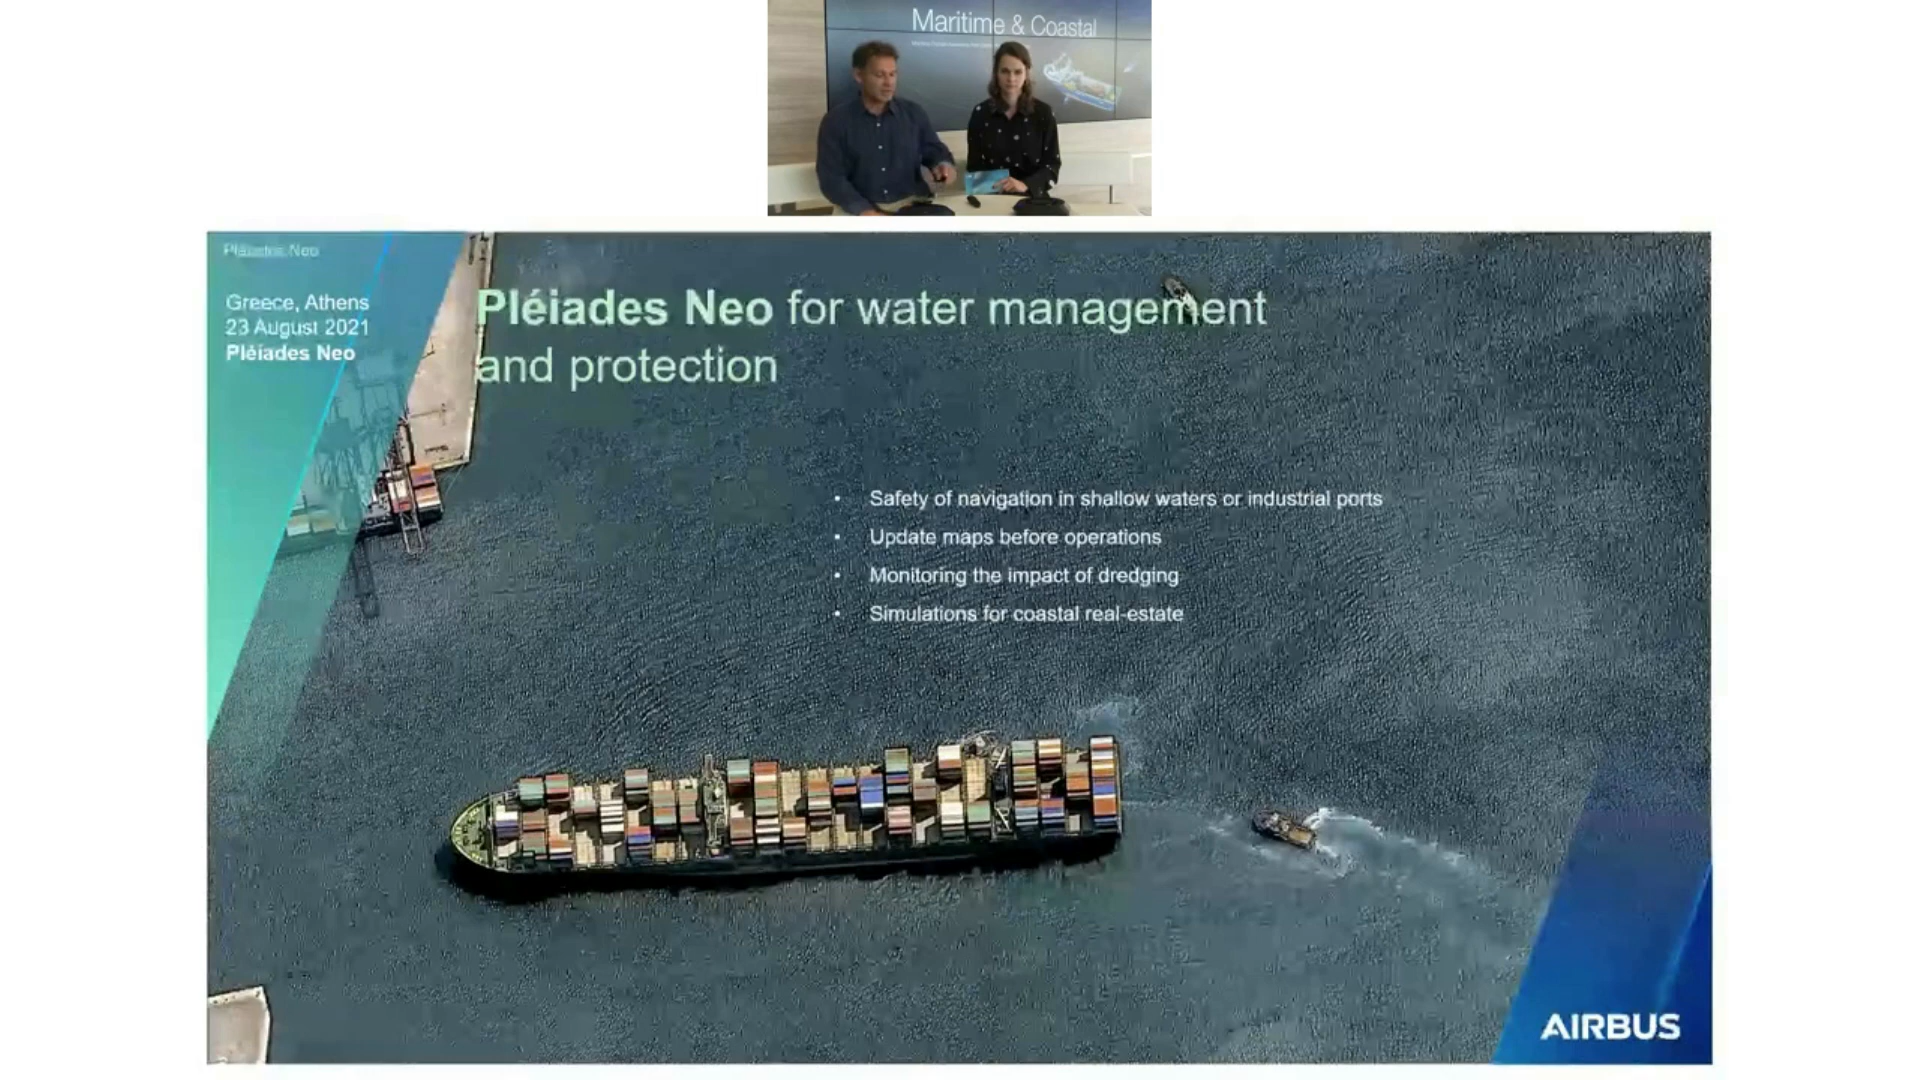 Maritime & Coastal
Pléiades Neo
Greece, Athens
23 August 2021
Pléiades Neo
Pléiades Neo for water management
and protection
• Safety of navigation in shallow waters or industrial ports
• Update maps before operations
• Monitoring the impact of dredging
• Simulations for coastal real-estate
AIRBUS